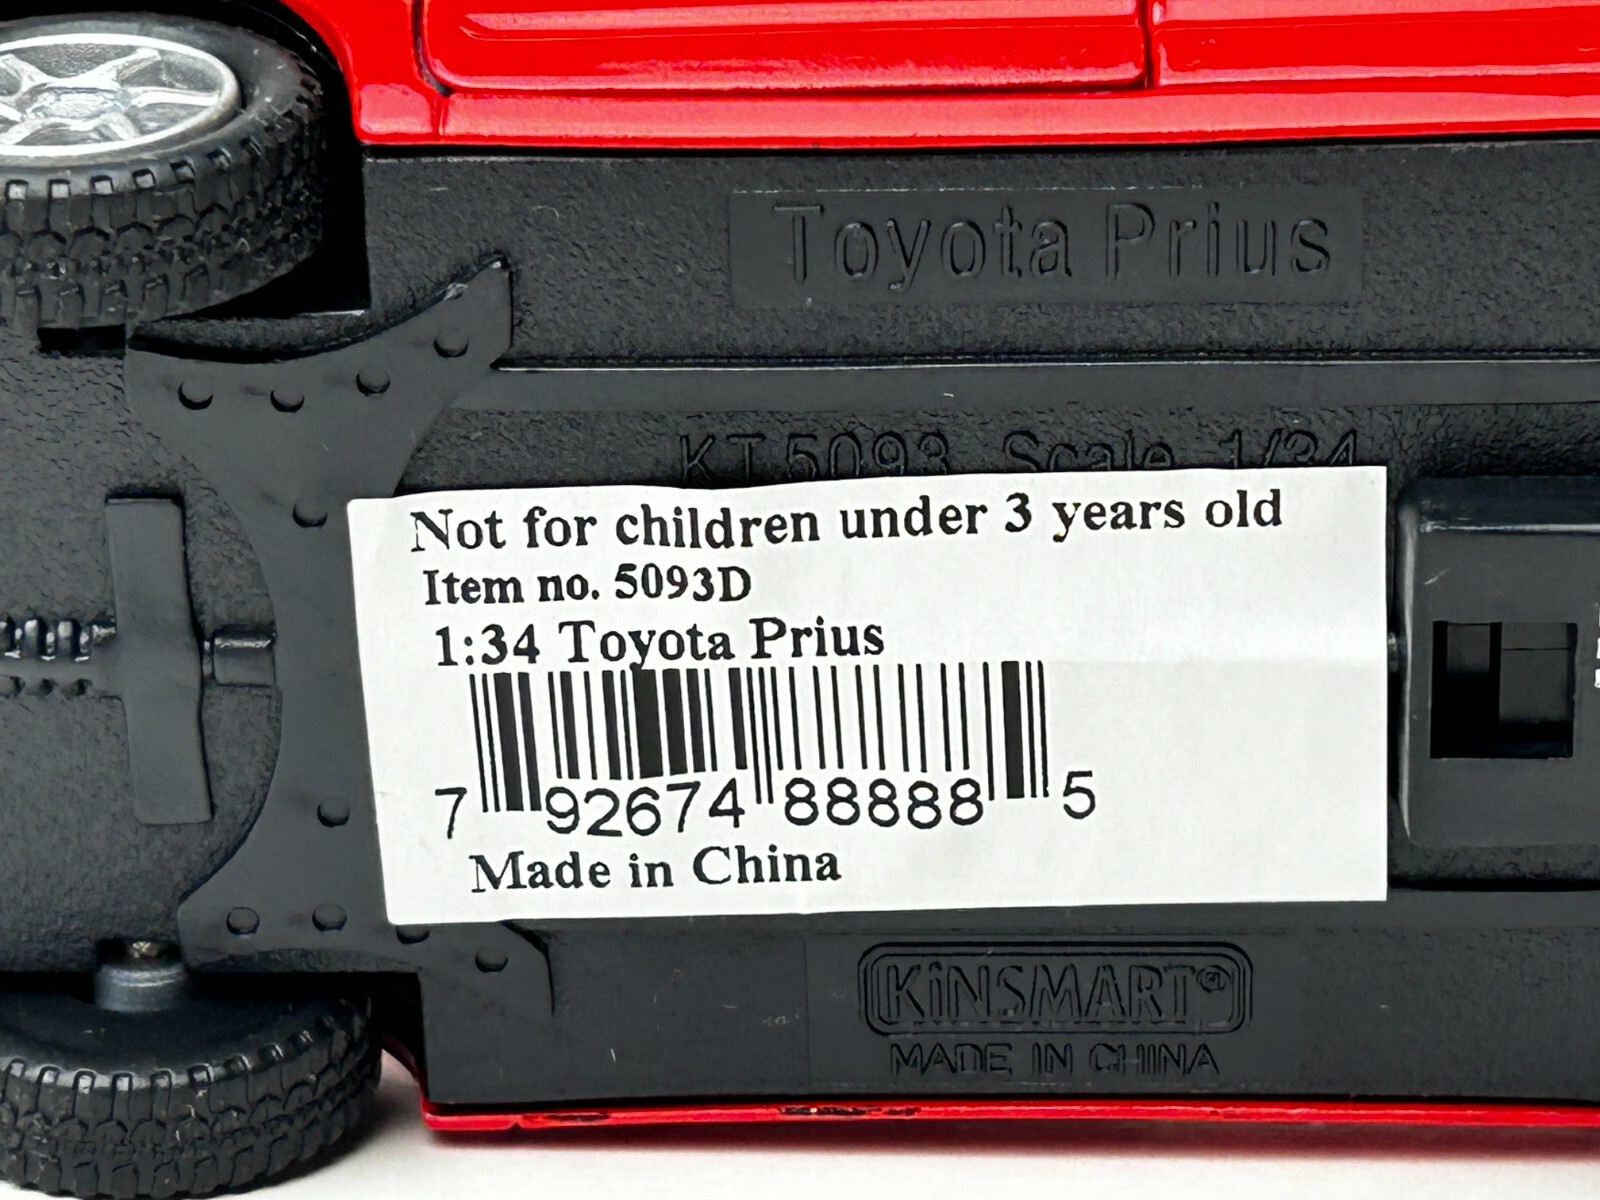 Toyota Prius
KT5093 Scale 1/34
Not for children under 3 years old
Item no. 5093D
1:34 Toyota Prius
7 92674 88888 5
Made in China
KiNSMART®
MADE IN CHINA